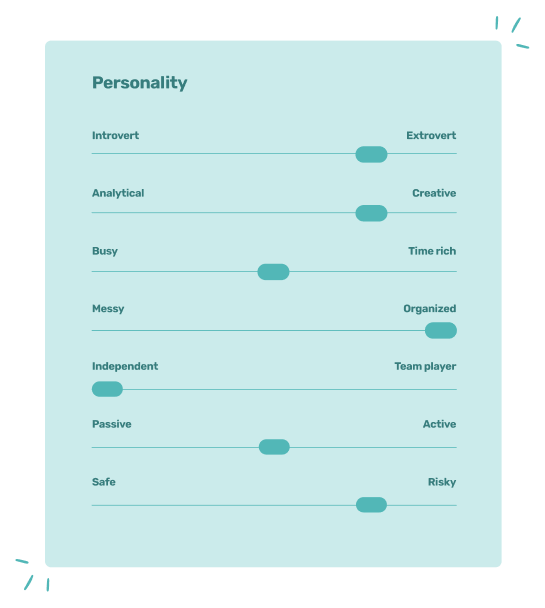 Personality
Introvert Extrovert
Analytical Creative
Busy Time rich
Messy Organized
Independent Team player
Passive Active
Safe Risky